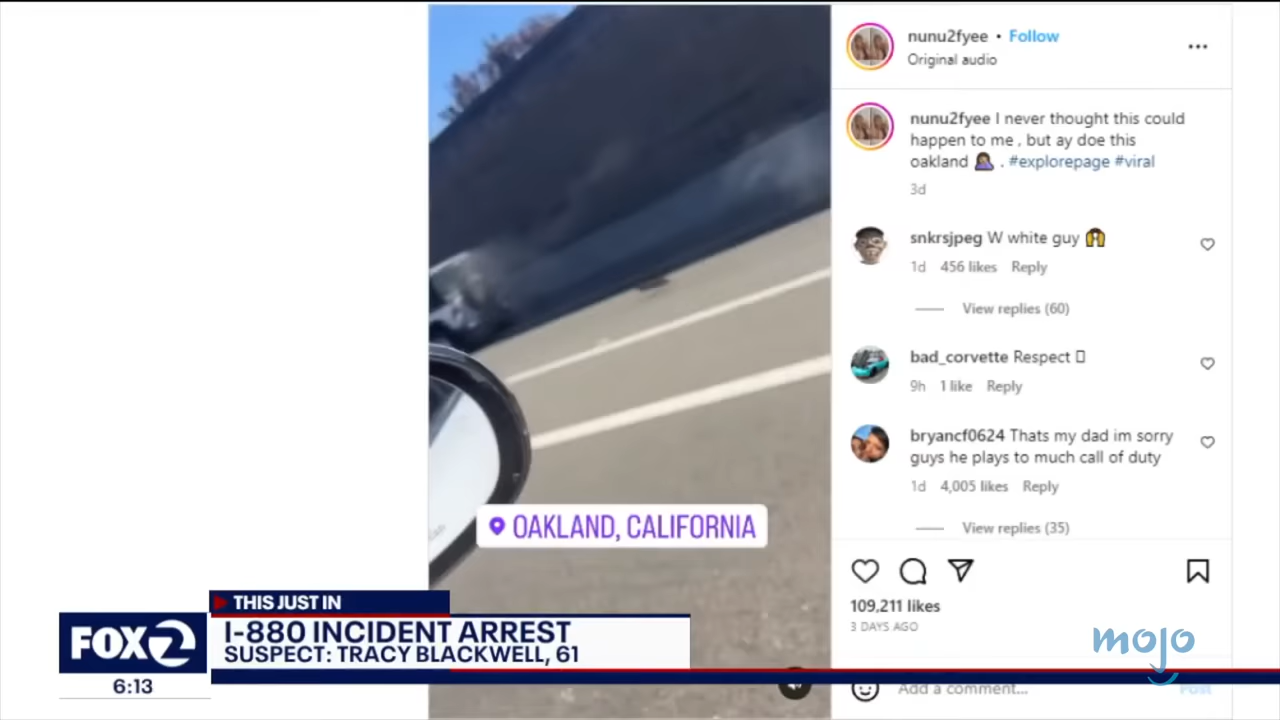 nunu2fyee • Follow
Original audio
nunu2fyee I never thought this could
happen to me , but ay doe this
oakland 🤷🏽‍♀️ . #explorepage #viral
3d
snkrsjpeg W white guy 🙌
1d 456 likes Reply
View replies (60)
bad_corvette Respect
9h 1 like Reply
bryancf0624 Thats my dad im sorry
guys he plays to much call of duty
1d 4,005 likes Reply
View replies (35)
OAKLAND, CALIFORNIA
109,211 likes
3 DAYS AGO
Add a comment...
Post
THIS JUST IN
I-880 INCIDENT ARREST
SUSPECT: TRACY BLACKWELL, 61
FOX 2
6:13
mojo